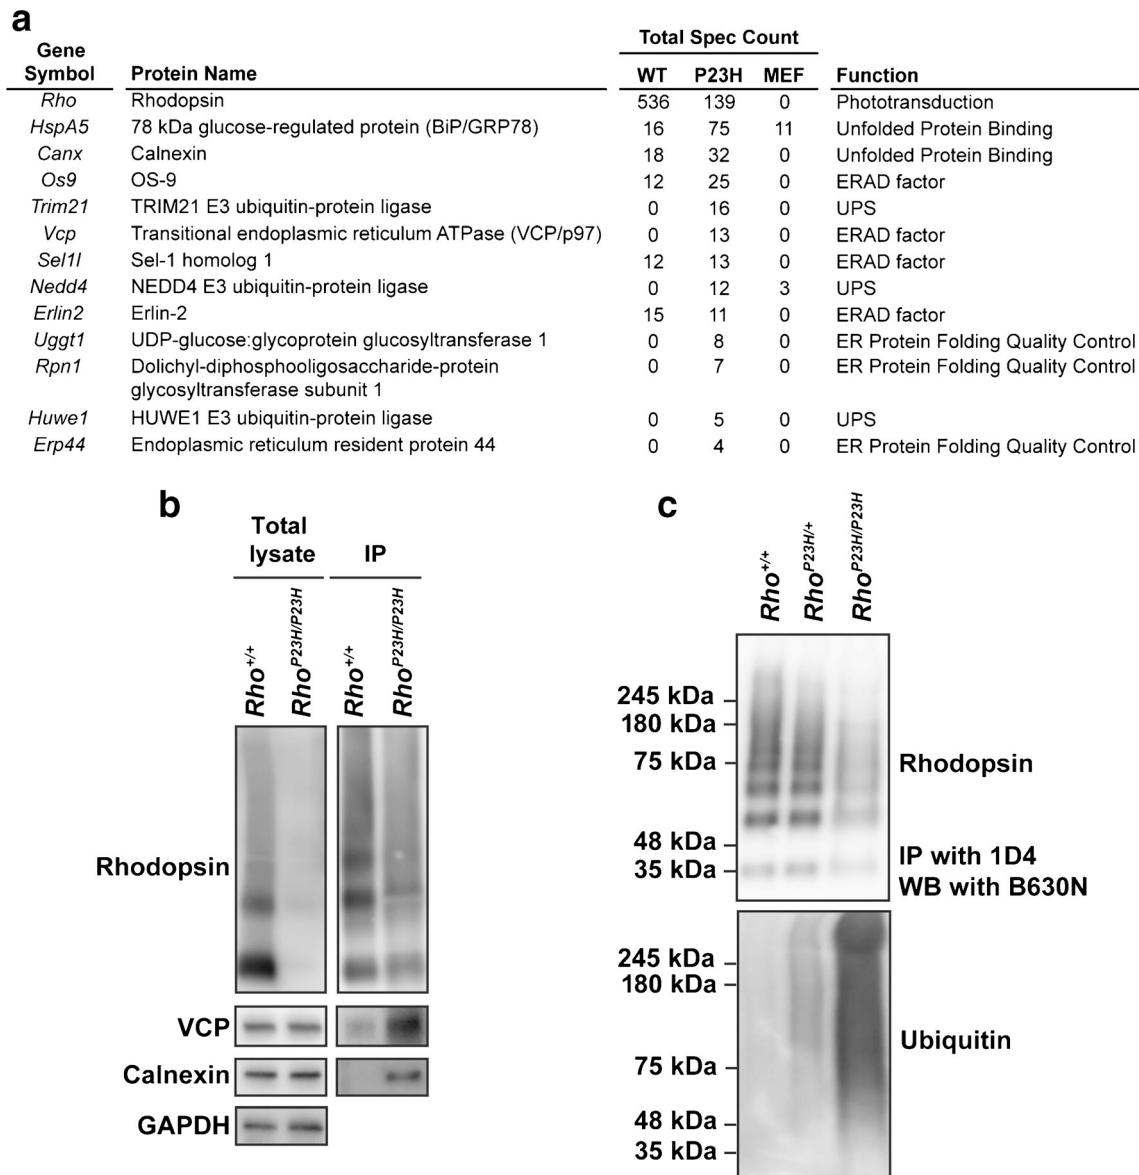 a
Total Spec Count
Gene Symbol Protein Name WT P23H MEF Function
Rho Rhodopsin 536 139 0 Phototransduction
HspA5 78 kDa glucose-regulated protein (BiP/GRP78) 16 75 11 Unfolded Protein Binding
Canx Calnexin 18 32 0 Unfolded Protein Binding
Os9 OS-9 12 25 0 ERAD factor
Trim21 TRIM21 E3 ubiquitin-protein ligase 0 16 0 UPS
Vcp Transitional endoplasmic reticulum ATPase (VCP/p97) 0 13 0 ERAD factor
Sel1l Sel-1 homolog 1 12 13 0 ERAD factor
Nedd4 NEDD4 E3 ubiquitin-protein ligase 0 12 3 UPS
Erlin2 Erlin-2 15 11 0 ERAD factor
Uggt1 UDP-glucose:glycoprotein glucosyltransferase 1 0 8 0 ER Protein Folding Quality Control
Rpn1 Dolichyl-diphosphooligosaccharide-protein 0 7 0 ER Protein Folding Quality Control
glycosyltransferase subunit 1
Huwe1 HUWE1 E3 ubiquitin-protein ligase 0 5 0 UPS
Erp44 Endoplasmic reticulum resident protein 44 0 4 0 ER Protein Folding Quality Control
b
Total
lysate
IP
Rho+/+
RhoP23H/P23H
Rho+/+
RhoP23H/P23H
Rhodopsin
VCP
Calnexin
GAPDH
c
Rho+/+
RhoP23H/+
RhoP23H/P23H
245 kDa
180 kDa
75 kDa
48 kDa
35 kDa
Rhodopsin
IP with 1D4
WB with B630N
245 kDa
180 kDa
75 kDa
48 kDa
35 kDa
Ubiquitin